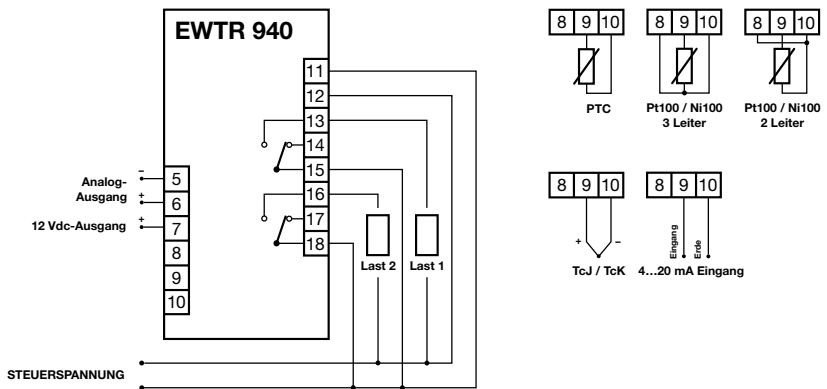 EWTR 940
11
12
13
14
15
16
17
18
5
6
7
8
9
10
–
Analog-
Ausgang +
12 Vdc-Ausgang +
Last 2 Last 1
STEUERSPANNUNG
8 9 10
PTC
8 9 10
Pt100 / Ni100
3 Leiter
8 9 10
Pt100 / Ni100
2 Leiter
8 9 10
+ –
TcJ / TcK
8 9 10
Eingang
Erde
4...20 mA Eingang